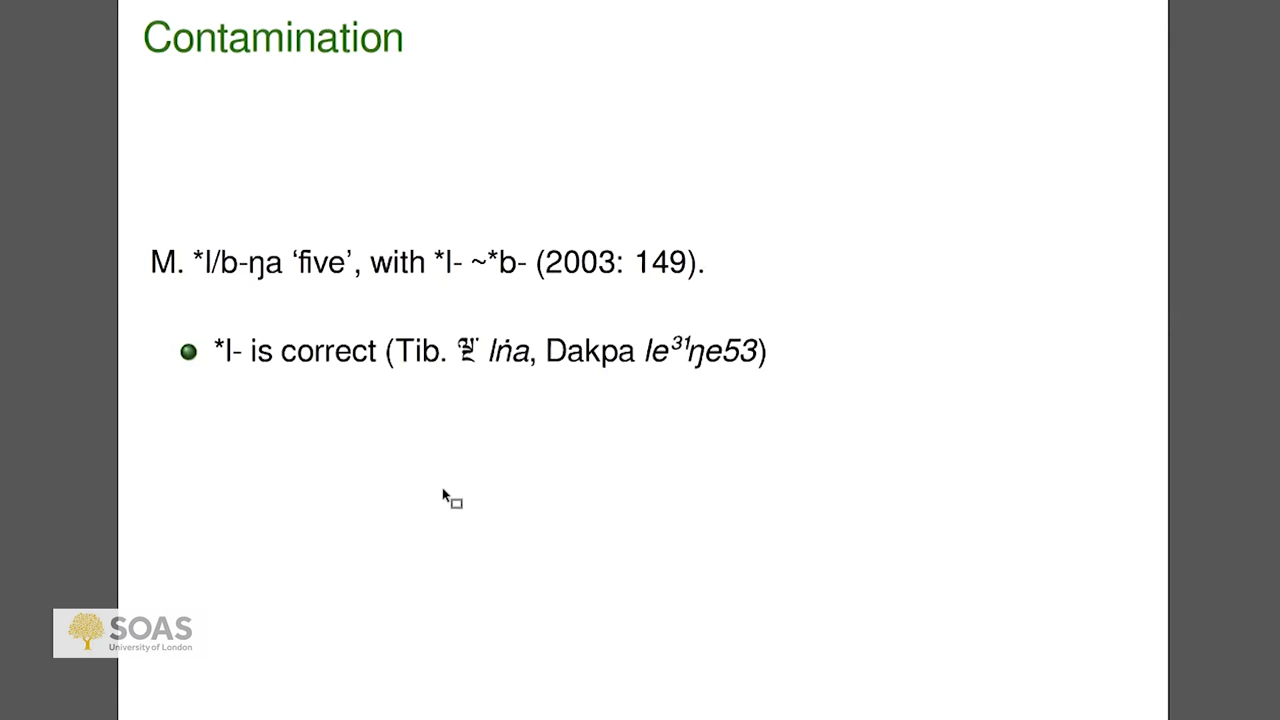 Contamination
M. *l/b-ŋa ‘five’, with *l- ~*b- (2003: 149).
*l- is correct (Tib. ལྔ་ lṅa, Dakpa le³¹ŋe53)
SOAS
University of London